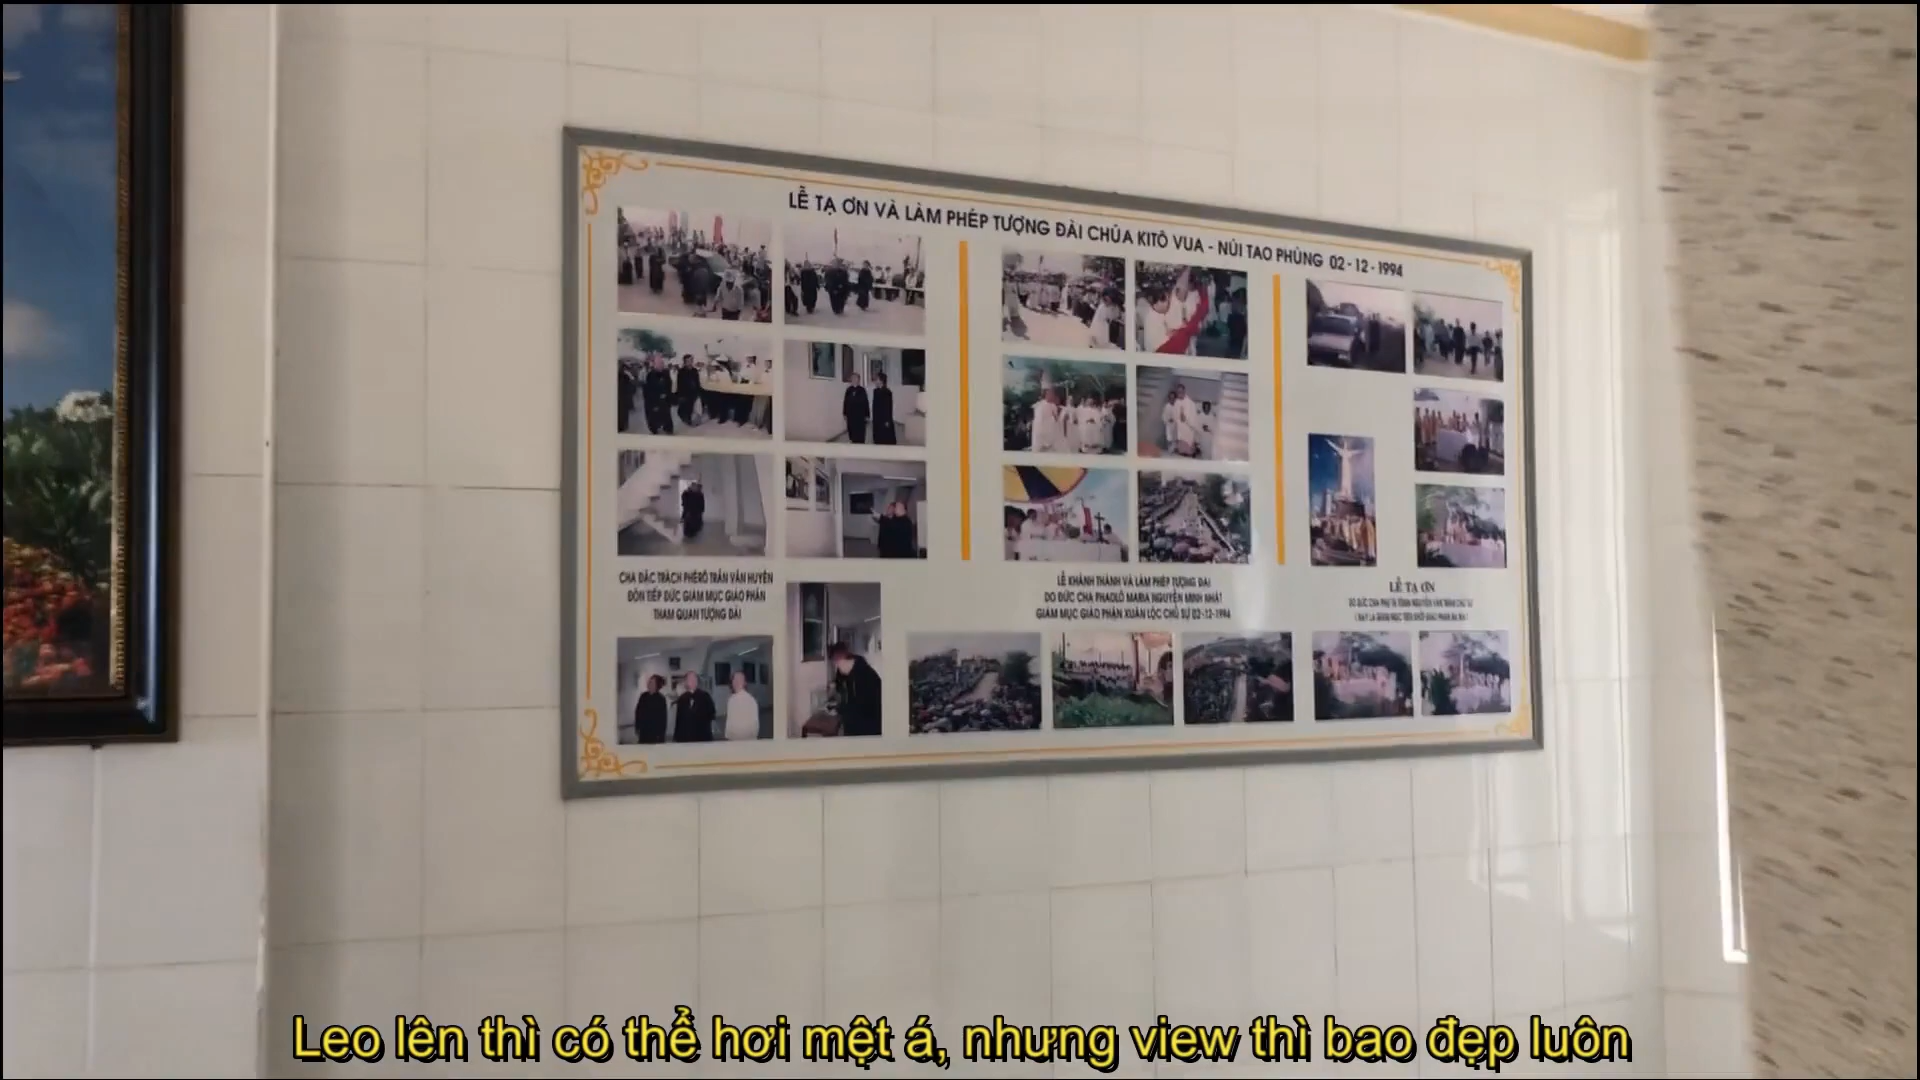 LỄ TẠ ƠN VÀ LÀM PHÉP TƯỢNG ĐÀI CHÚA KITÔ VUA - NÚI TAO PHÙNG 02-12-1994
CHA ĐẶC TRÁCH PHÊRÔ TRẦN VĂN HUYÊN
ĐÓN TIẾP ĐỨC GIÁM MỤC GIÁO PHẬN
THAM QUAN TƯỢNG ĐÀI
LỄ KHÁNH THÀNH VÀ LÀM PHÉP TƯỢNG ĐÀI
DO ĐỨC CHA PHAOLÔ MARIA NGUYỄN MINH NHẬT
GIÁM MỤC GIÁO PHẬN XUÂN LỘC CHỦ SỰ 02-12-1994
LỄ TẠ ƠN
Leo lên thì có thể hơi mệt á, nhưng view thì bao đẹp luôn